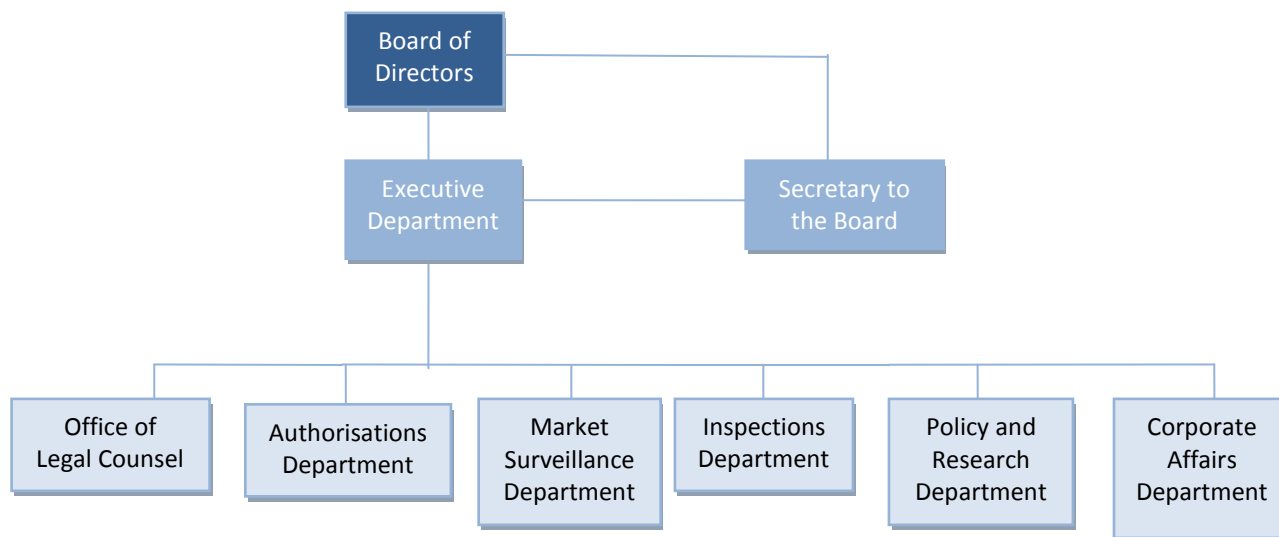 Board of
Directors
Executive
Department
Secretary to
the Board
Office of
Legal Counsel
Authorisations
Department
Market
Surveillance
Department
Inspections
Department
Policy and
Research
Department
Corporate
Affairs
Department